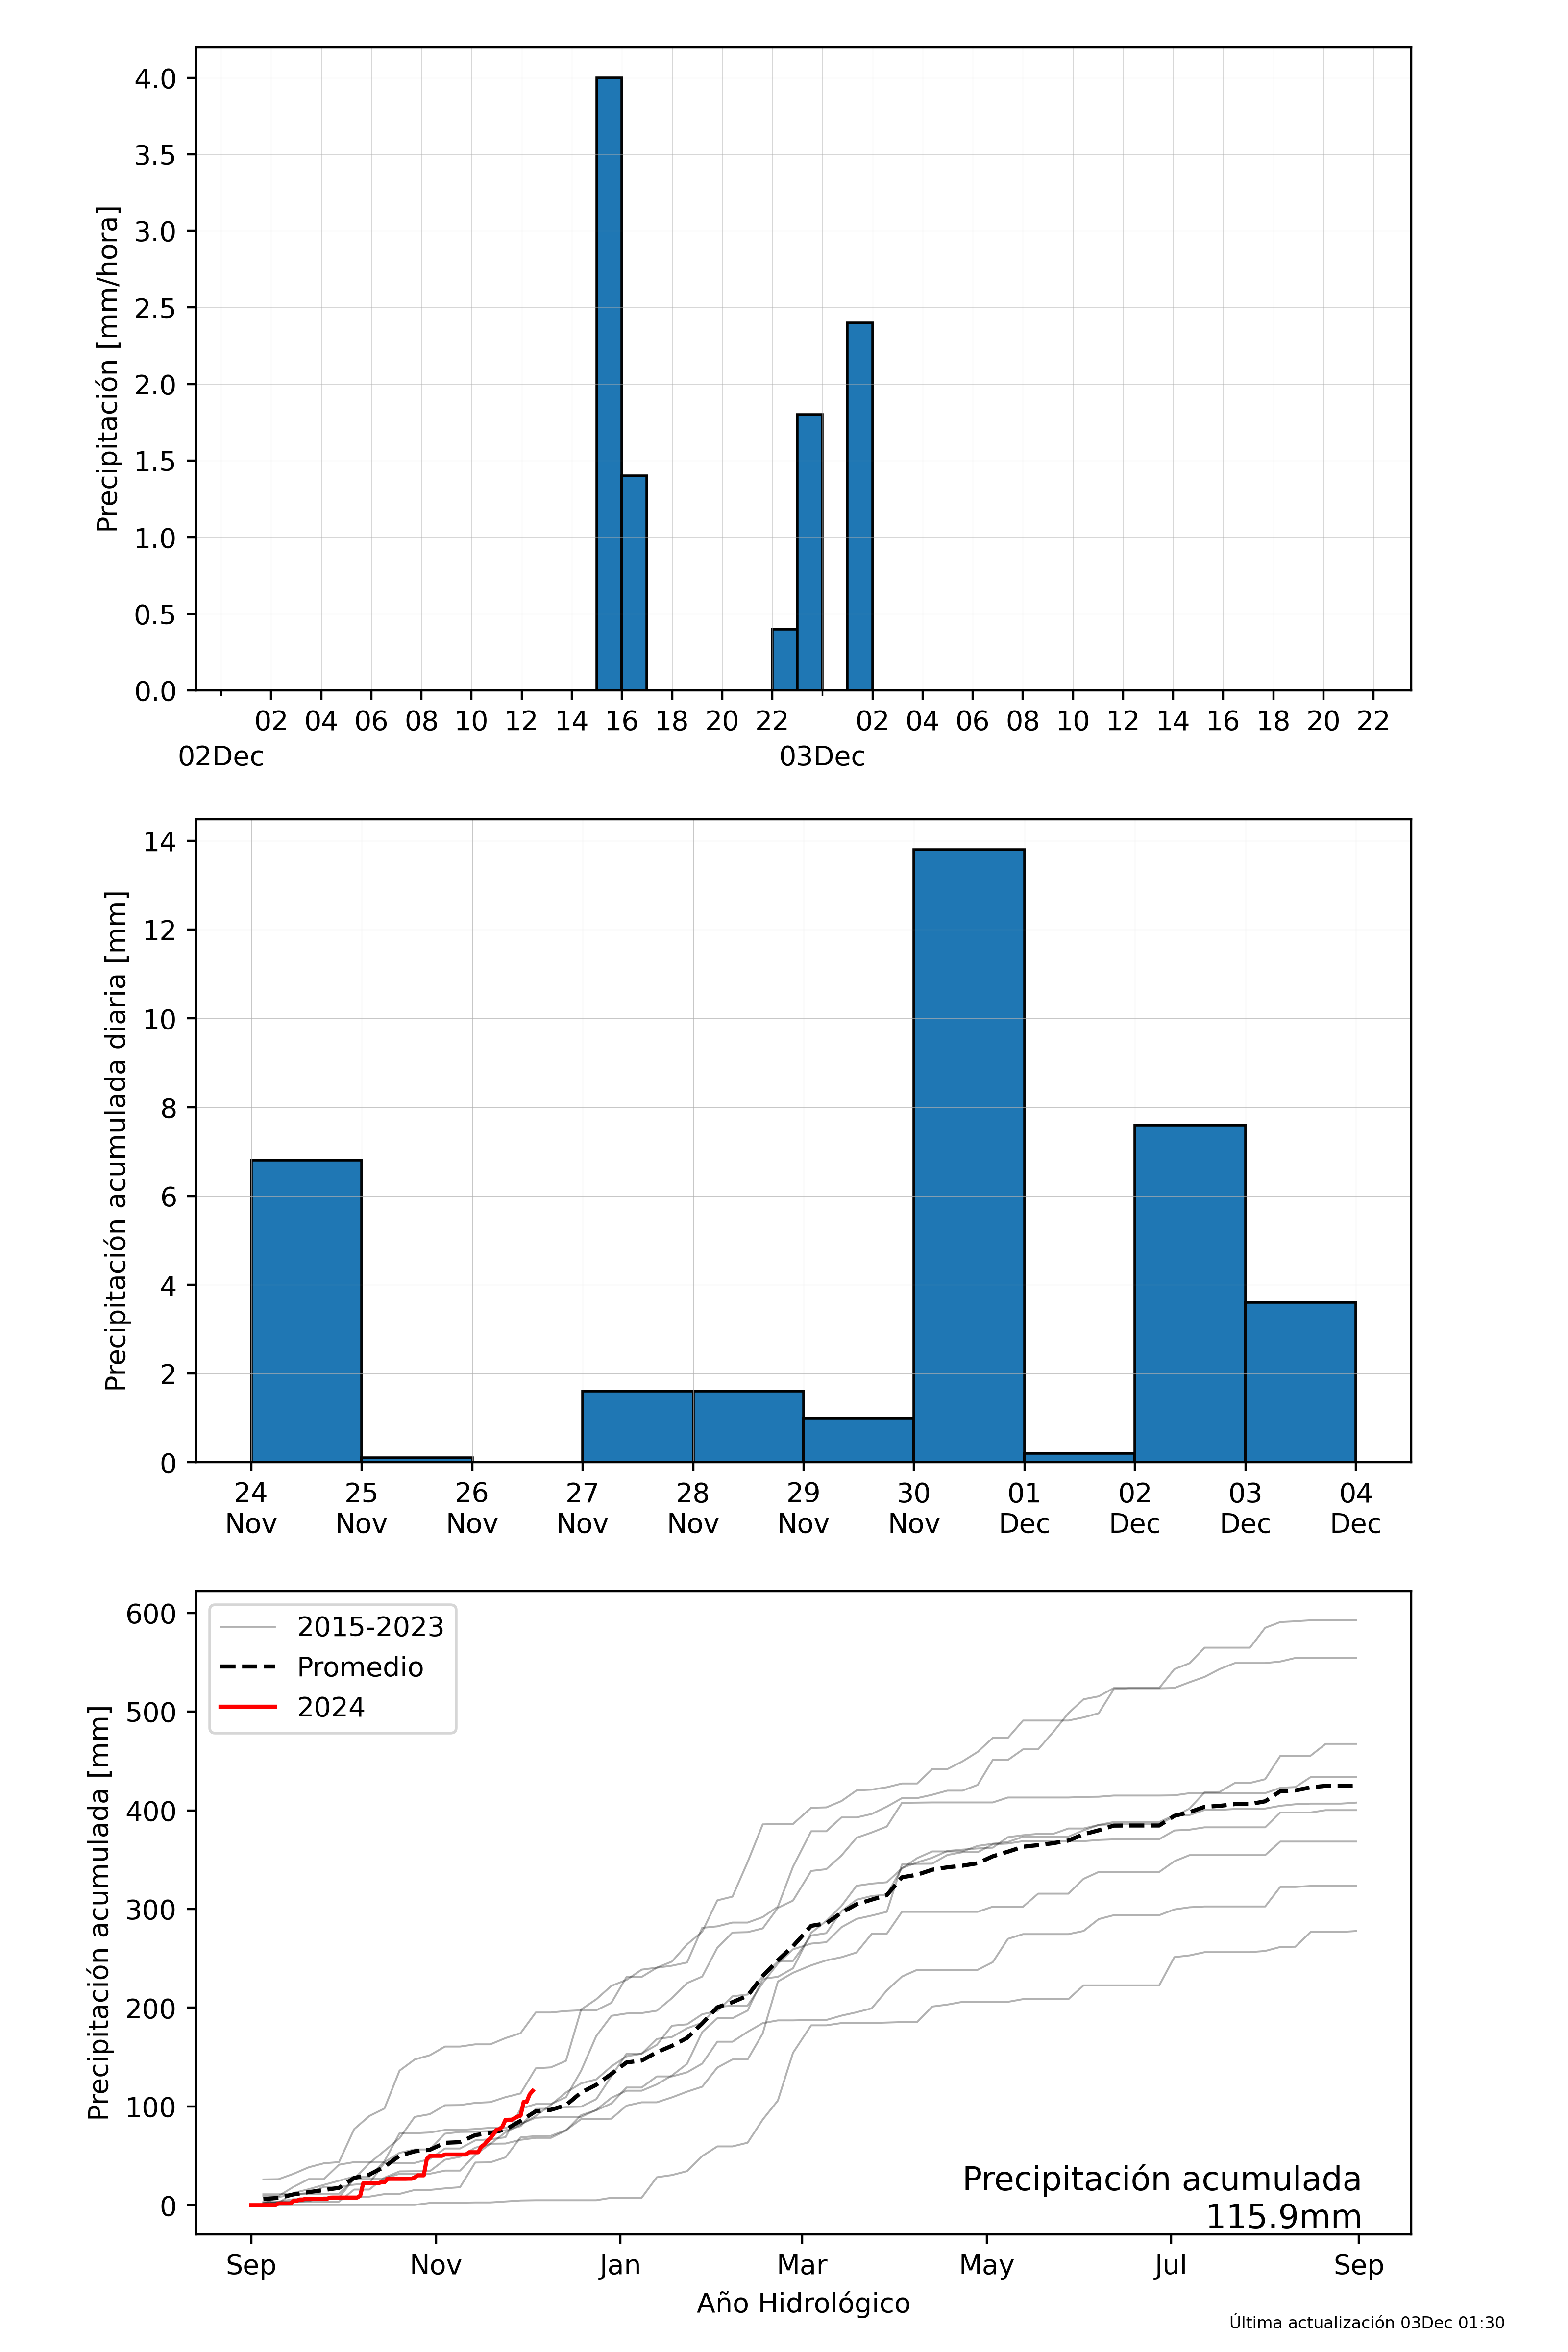 4.0
3.5
3.0
2.5
2.0
1.5
1.0
0.5
0.0
Precipitación [mm/hora]
02 04 06 08 10 12 14 16 18 20 22 02 04 06 08 10 12 14 16 18 20 22
02Dec 03Dec
14
12
10
8
6
4
2
0
Precipitación acumulada diaria [mm]
24 25 26 27 28 29 30 01 02 03 04
Nov Nov Nov Nov Nov Nov Nov Dec Dec Dec Dec
600
500
400
300
200
100
0
Precipitación acumulada [mm]
2015-2023
Promedio
2024
Precipitación acumulada
115.9mm
Sep Nov Jan Mar May Jul Sep
Año Hidrológico
Última actualización 03Dec 01:30